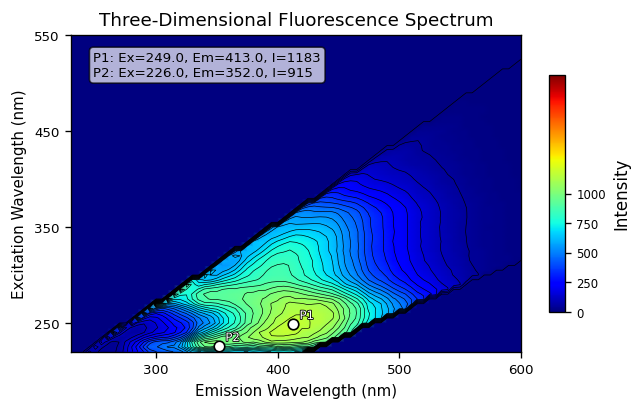 Three-Dimensional Fluorescence Spectrum
P1: Ex=249.0, Em=413.0, I=1183
P2: Ex=226.0, Em=352.0, I=915
550
450
350
250
Excitation Wavelength (nm)
P1
P2
300 400 500 600
Emission Wavelength (nm)
1000
750
500
250
0
Intensity